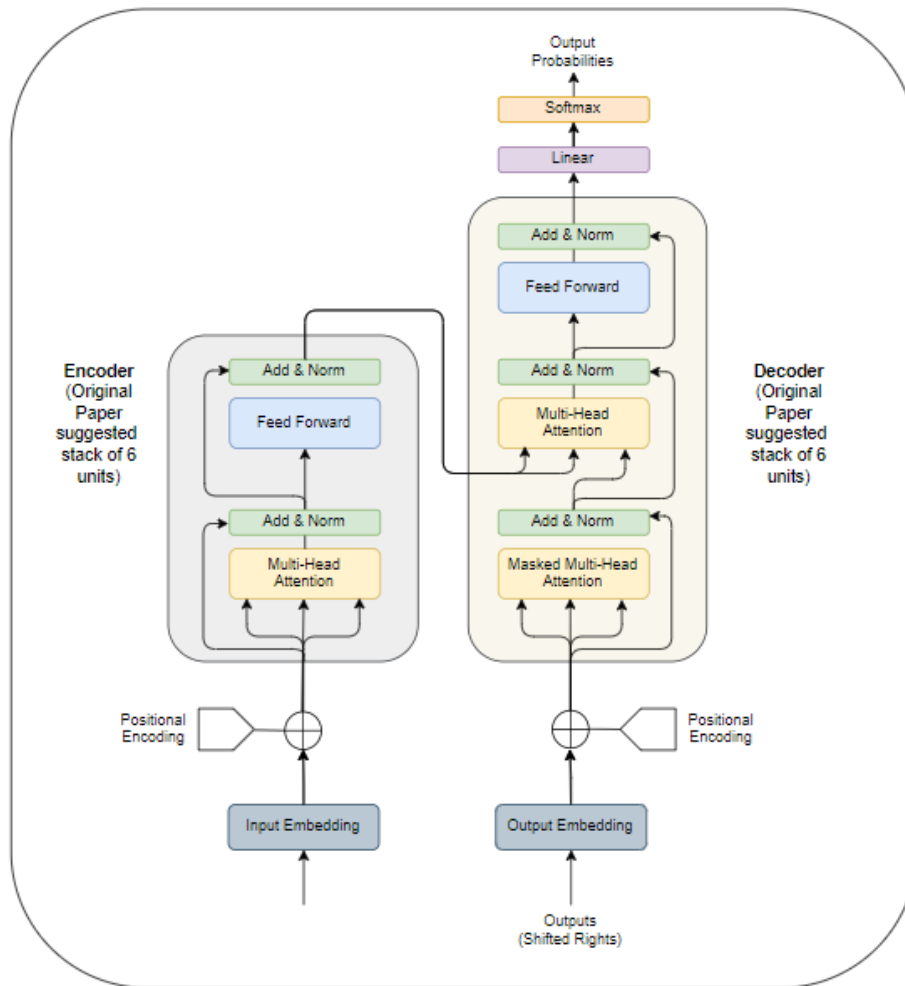 Output
Probabilities
Softmax
Linear
Add & Norm
Feed Forward
Add & Norm
Multi-Head
Attention
Add & Norm
Masked Multi-Head
Attention
Decoder
(Original
Paper
suggested
stack of 6
units)
Encoder
(Original
Paper
suggested
stack of 6
units)
Add & Norm
Feed Forward
Add & Norm
Multi-Head
Attention
Positional
Encoding
Positional
Encoding
Input Embedding
Output Embedding
Outputs
(Shifted Rights)